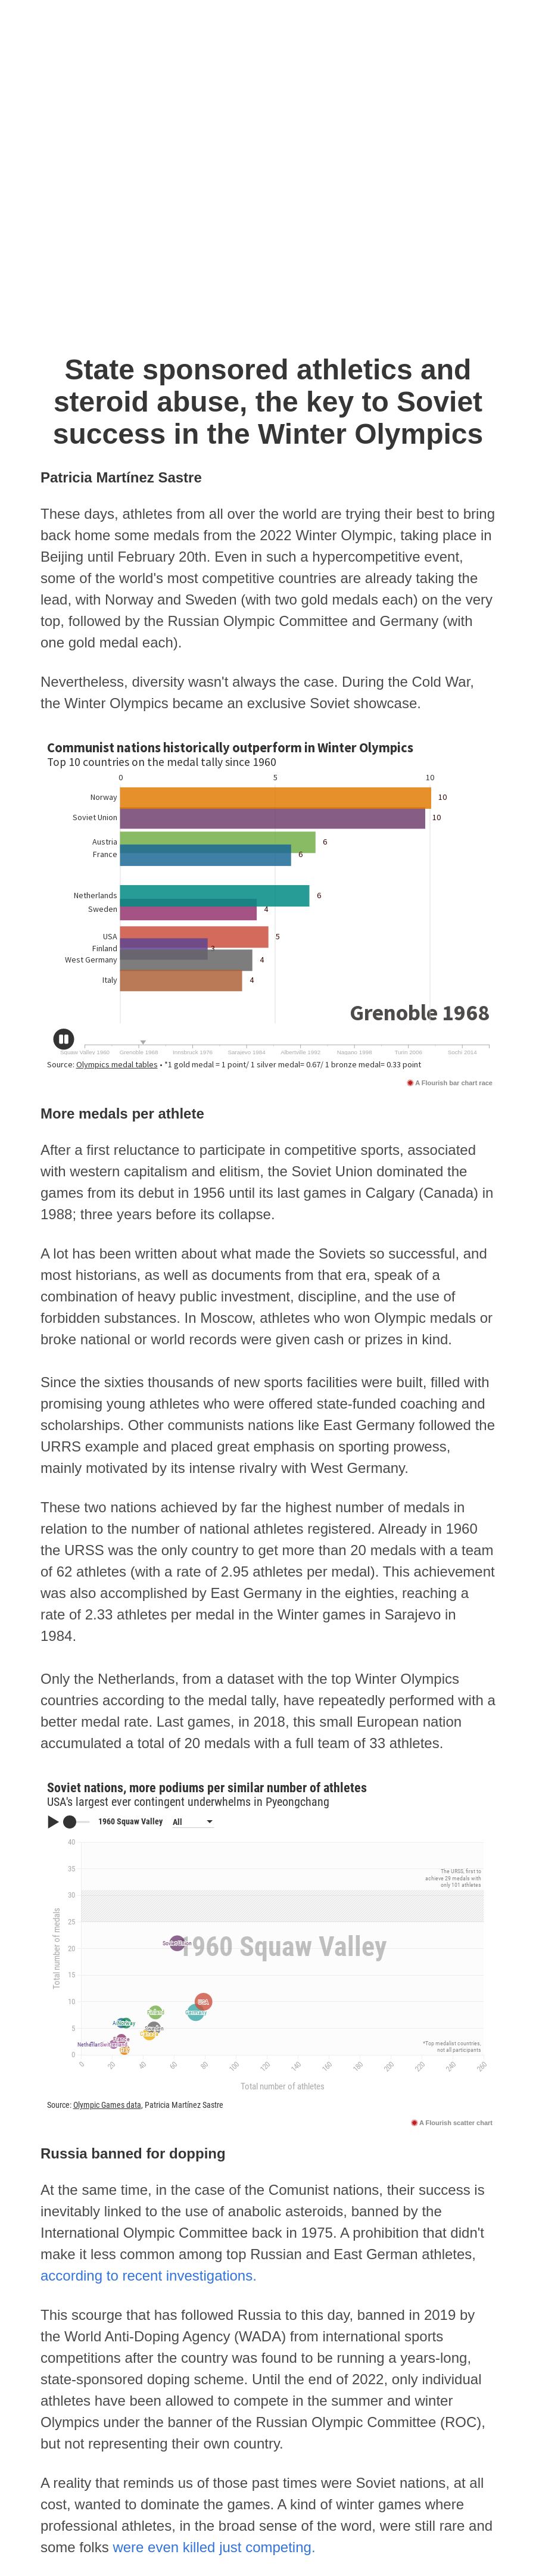 State sponsored athletics and
steroid abuse, the key to Soviet
success in the Winter Olympics
Patricia Martínez Sastre
These days, athletes from all over the world are trying their best to bring
back home some medals from the 2022 Winter Olympic, taking place in
Beijing until February 20th. Even in such a hypercompetitive event,
some of the world's most competitive countries are already taking the
lead, with Norway and Sweden (with two gold medals each) on the very
top, followed by the Russian Olympic Committee and Germany (with
one gold medal each).
Nevertheless, diversity wasn't always the case. During the Cold War,
the Winter Olympics became an exclusive Soviet showcase.
Communist nations historically outperform in Winter Olympics
Top 10 countries on the medal tally since 1960
0 5 10
Norway 10
Soviet Union 10
Austria 6
France 6
Netherlands 6
Sweden 4
USA 5
Finland 3
West Germany 4
Italy 4
Grenoble 1968
Squaw Valley 1960 Grenoble 1968 Innsbruck 1976 Sarajevo 1984 Albertville 1992 Nagano 1998 Turin 2006 Sochi 2014
Source: Olympics medal tables • *1 gold medal = 1 point/ 1 silver medal= 0.67/ 1 bronze medal= 0.33 point
A Flourish bar chart race
More medals per athlete
After a first reluctance to participate in competitive sports, associated
with western capitalism and elitism, the Soviet Union dominated the
games from its debut in 1956 until its last games in Calgary (Canada) in
1988; three years before its collapse.
A lot has been written about what made the Soviets so successful, and
most historians, as well as documents from that era, speak of a
combination of heavy public investment, discipline, and the use of
forbidden substances. In Moscow, athletes who won Olympic medals or
broke national or world records were given cash or prizes in kind.
Since the sixties thousands of new sports facilities were built, filled with
promising young athletes who were offered state-funded coaching and
scholarships. Other communists nations like East Germany followed the
URRS example and placed great emphasis on sporting prowess,
mainly motivated by its intense rivalry with West Germany.
These two nations achieved by far the highest number of medals in
relation to the number of national athletes registered. Already in 1960
the URSS was the only country to get more than 20 medals with a team
of 62 athletes (with a rate of 2.95 athletes per medal). This achievement
was also accomplished by East Germany in the eighties, reaching a
rate of 2.33 athletes per medal in the Winter games in Sarajevo in
1984.
Only the Netherlands, from a dataset with the top Winter Olympics
countries according to the medal tally, have repeatedly performed with a
better medal rate. Last games, in 2018, this small European nation
accumulated a total of 20 medals with a full team of 33 athletes.
Soviet nations, more podiums per similar number of athletes
USA's largest ever contingent underwhelms in Pyeongchang
1960 Squaw Valley All
40
35
The URSS, first to
achieve 29 medals with
only 101 athletes
30
25
20
15
10
5
0
Total number of medals
1960 Squaw Valley
Soviet Union
USA
Germany
Norway
Netherlands
*Top medalist countries,
not all participants
0 20 40 60 80 100 120 140 160 180 200 220 240 260
Total number of athletes
Source: Olympic Games data, Patricia Martínez Sastre
A Flourish scatter chart
Russia banned for dopping
At the same time, in the case of the Comunist nations, their success is
inevitably linked to the use of anabolic asteroids, banned by the
International Olympic Committee back in 1975. A prohibition that didn't
make it less common among top Russian and East German athletes,
according to recent investigations.
This scourge that has followed Russia to this day, banned in 2019 by
the World Anti-Doping Agency (WADA) from international sports
competitions after the country was found to be running a years-long,
state-sponsored doping scheme. Until the end of 2022, only individual
athletes have been allowed to compete in the summer and winter
Olympics under the banner of the Russian Olympic Committee (ROC),
but not representing their own country.
A reality that reminds us of those past times were Soviet nations, at all
cost, wanted to dominate the games. A kind of winter games where
professional athletes, in the broad sense of the word, were still rare and
some folks were even killed just competing.